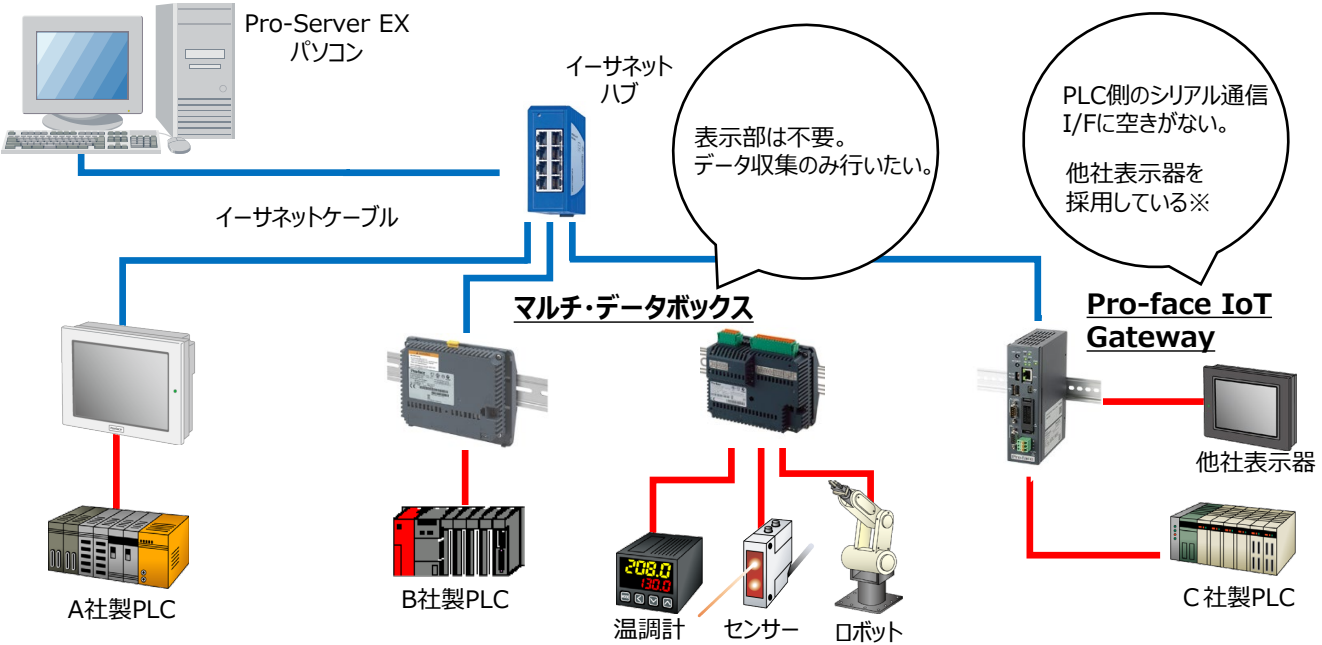 Pro-Server EX
パソコン
イーサネット
ハブ
表示部は不要。
データ収集のみ行いたい。
PLC側のシリアル通信
I/Fに空きがない。
他社表示器を
採用している※
イーサネットケーブル
マルチ・データボックス
Pro-face IoT
Gateway
他社表示器
A社製PLC
B社製PLC
208.0
130.0
温調計
センサー
ロボット
C社製PLC